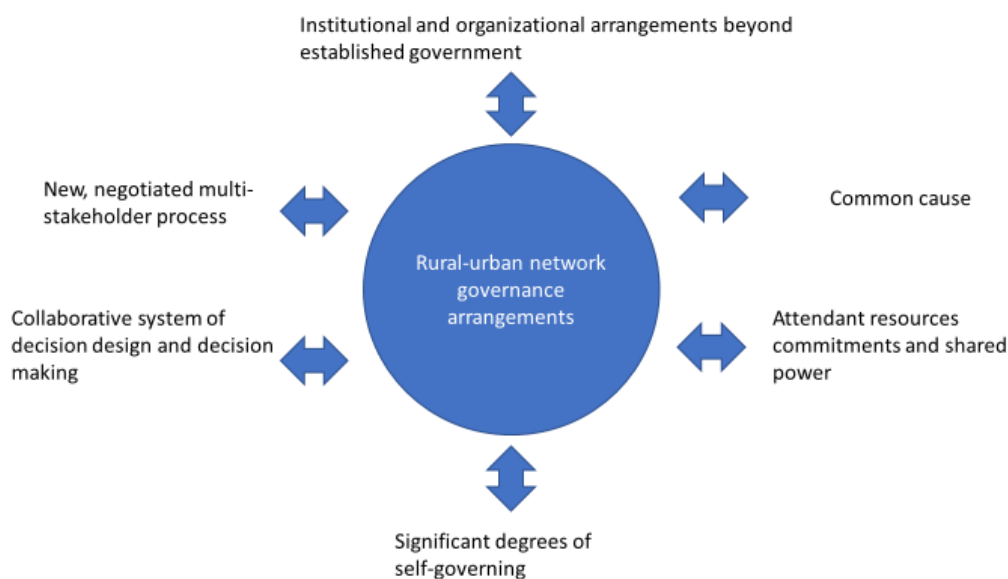 Institutional and organizational arrangements beyond
established government
New, negotiated multi-
stakeholder process
Common cause
Rural-urban network
governance
arrangements
Collaborative system of
decision design and decision
making
Attendant resources
commitments and shared
power
Significant degrees of
self-governing